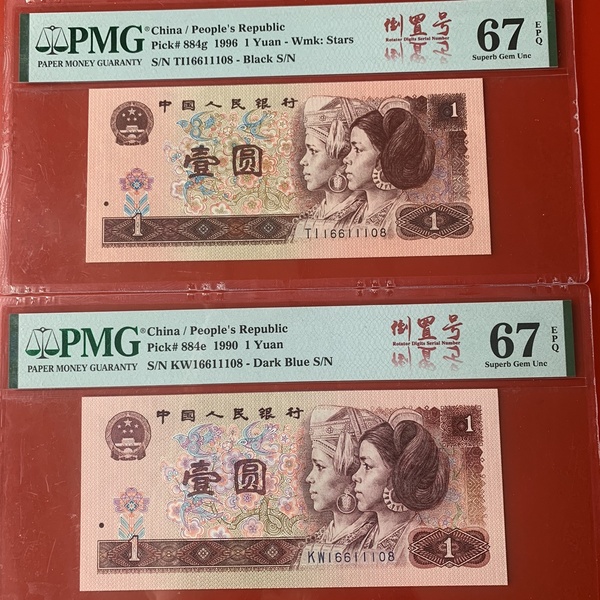 PMG® China / People's Republic 倒置号 67 EPQ
Pick# 884g 1996 1 Yuan - Wmk: Stars Rotator Digits Serial Number
PAPER MONEY GUARANTY S/N TI16611108 - Black S/N Superb Gem Unc
中国人民银行 1
壹圆
1 TI16611108 1
PMG® China / People's Republic 倒置号 67 EPQ
Pick# 884e 1990 1 Yuan Rotator Digits Serial Number
PAPER MONEY GUARANTY S/N KW16611108 - Dark Blue S/N Superb Gem Unc
中国人民银行 1
壹圆
1 KW16611108 1